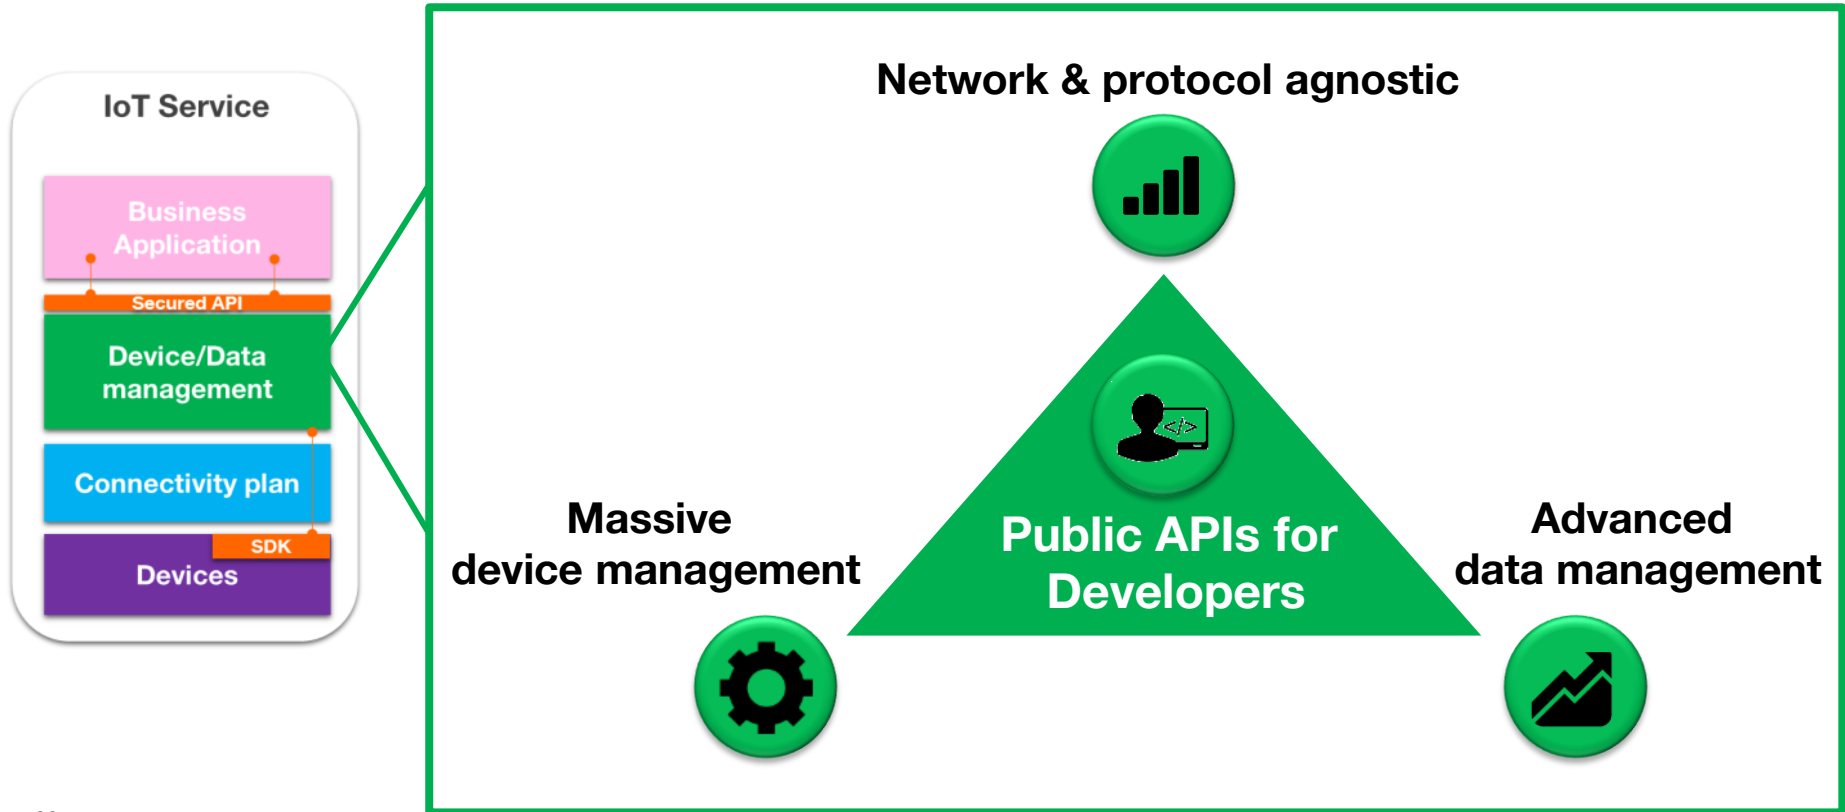 IoT Service
Business
Application
Secured API
Device/Data
management
Connectivity plan
SDK
Devices
Network & protocol agnostic
</>
Public APIs for
Developers
Massive
device management
Advanced
data management